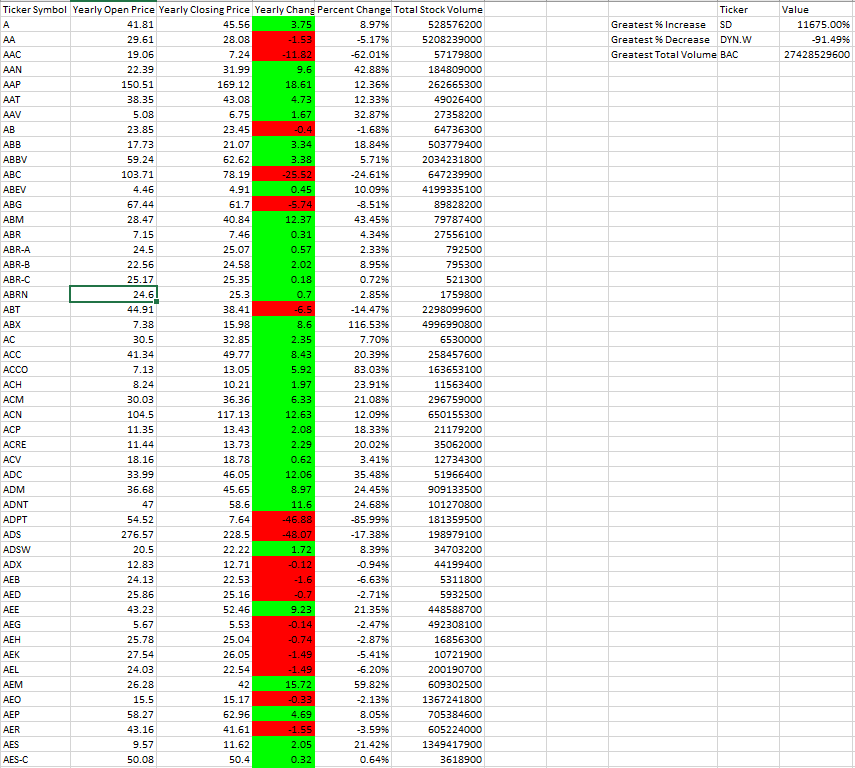 Ticker Symbol Yearly Open Price Yearly Closing Price Yearly Chang Percent Change Total Stock Volume Ticker Value
A 41.81 45.56 3.75 8.97% 528576200 Greatest % Increase SD 11675.00%
AA 29.61 28.08 -1.53 -5.17% 5208239000 Greatest % Decrease DYN.W -91.49%
AAC 19.06 7.24 -11.82 -62.01% 57179800 Greatest Total Volume BAC 27428529600
AAN 22.39 31.99 9.6 42.88% 184809000
AAP 150.51 169.12 18.61 12.36% 262665300
AAT 38.35 43.08 4.73 12.33% 49026400
AAV 5.08 6.75 1.67 32.87% 27358200
AB 23.85 23.45 -0.4 -1.68% 64736300
ABB 17.73 21.07 3.34 18.84% 503779400
ABBV 59.24 62.62 3.38 5.71% 2034231800
ABC 103.71 78.19 -25.52 -24.61% 647239900
ABEV 4.46 4.91 0.45 10.09% 4199335100
ABG 67.44 61.7 -5.74 -8.51% 89828200
ABM 28.47 40.84 12.37 43.45% 79787400
ABR 7.15 7.46 0.31 4.34% 27556100
ABR-A 24.5 25.07 0.57 2.33% 792500
ABR-B 22.56 24.58 2.02 8.95% 795300
ABR-C 25.17 25.35 0.18 0.72% 521300
ABRN 24.6 25.3 0.7 2.85% 1759800
ABT 44.91 38.41 -6.5 -14.47% 2298099600
ABX 7.38 15.98 8.6 116.53% 4996990800
AC 30.5 32.85 2.35 7.70% 6530000
ACC 41.34 49.77 8.43 20.39% 258457600
ACCO 7.13 13.05 5.92 83.03% 163653100
ACH 8.24 10.21 1.97 23.91% 11563400
ACM 30.03 36.36 6.33 21.08% 296759000
ACN 104.5 117.13 12.63 12.09% 650155300
ACP 11.35 13.43 2.08 18.33% 21179200
ACRE 11.44 13.73 2.29 20.02% 35062000
ACV 18.16 18.78 0.62 3.41% 12734300
ADC 33.99 46.05 12.06 35.48% 51966400
ADM 36.68 45.65 8.97 24.45% 909133500
ADNT 47 58.6 11.6 24.68% 101270800
ADPT 54.52 7.64 -46.88 -85.99% 181359500
ADS 276.57 228.5 -48.07 -17.38% 198979100
ADSW 20.5 22.22 1.72 8.39% 34703200
ADX 12.83 12.71 -0.12 -0.94% 44199400
AEB 24.13 22.53 -1.6 -6.63% 5311800
AED 25.86 25.16 -0.7 -2.71% 5932500
AEE 43.23 52.46 9.23 21.35% 448588700
AEG 5.67 5.53 -0.14 -2.47% 492308100
AEH 25.78 25.04 -0.74 -2.87% 16856300
AEK 27.54 26.05 -1.49 -5.41% 10721900
AEL 24.03 22.54 -1.49 -6.20% 200190700
AEM 26.28 42 15.72 59.82% 609302500
AEO 15.5 15.17 -0.33 -2.13% 1367241800
AEP 58.27 62.96 4.69 8.05% 705384600
AER 43.16 41.61 -1.55 -3.59% 605224000
AES 9.57 11.62 2.05 21.42% 1349417900
AES-C 50.08 50.4 0.32 0.64% 3618900